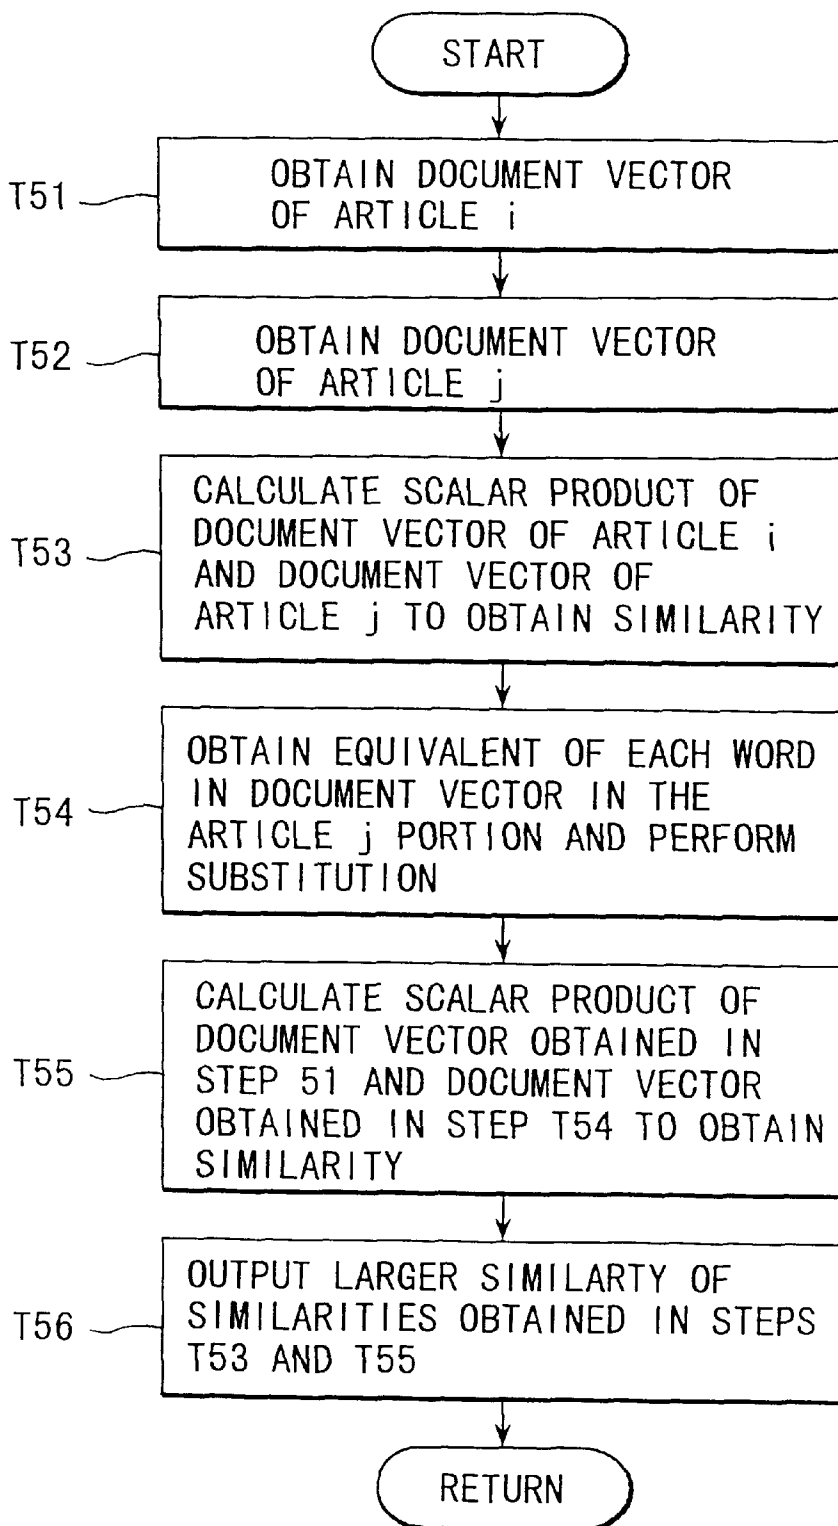 START
T51
OBTAIN DOCUMENT VECTOR
OF ARTICLE i
T52
OBTAIN DOCUMENT VECTOR
OF ARTICLE j
T53
CALCULATE SCALAR PRODUCT OF
DOCUMENT VECTOR OF ARTICLE i
AND DOCUMENT VECTOR OF
ARTICLE j TO OBTAIN SIMILARITY
T54
OBTAIN EQUIVALENT OF EACH WORD
IN DOCUMENT VECTOR IN THE
ARTICLE j PORTION AND PERFORM
SUBSTITUTION
T55
CALCULATE SCALAR PRODUCT OF
DOCUMENT VECTOR OBTAINED IN
STEP 51 AND DOCUMENT VECTOR
OBTAINED IN STEP T54 TO OBTAIN
SIMILARITY
T56
OUTPUT LARGER SIMILARTY OF
SIMILARITIES OBTAINED IN STEPS
T53 AND T55
RETURN